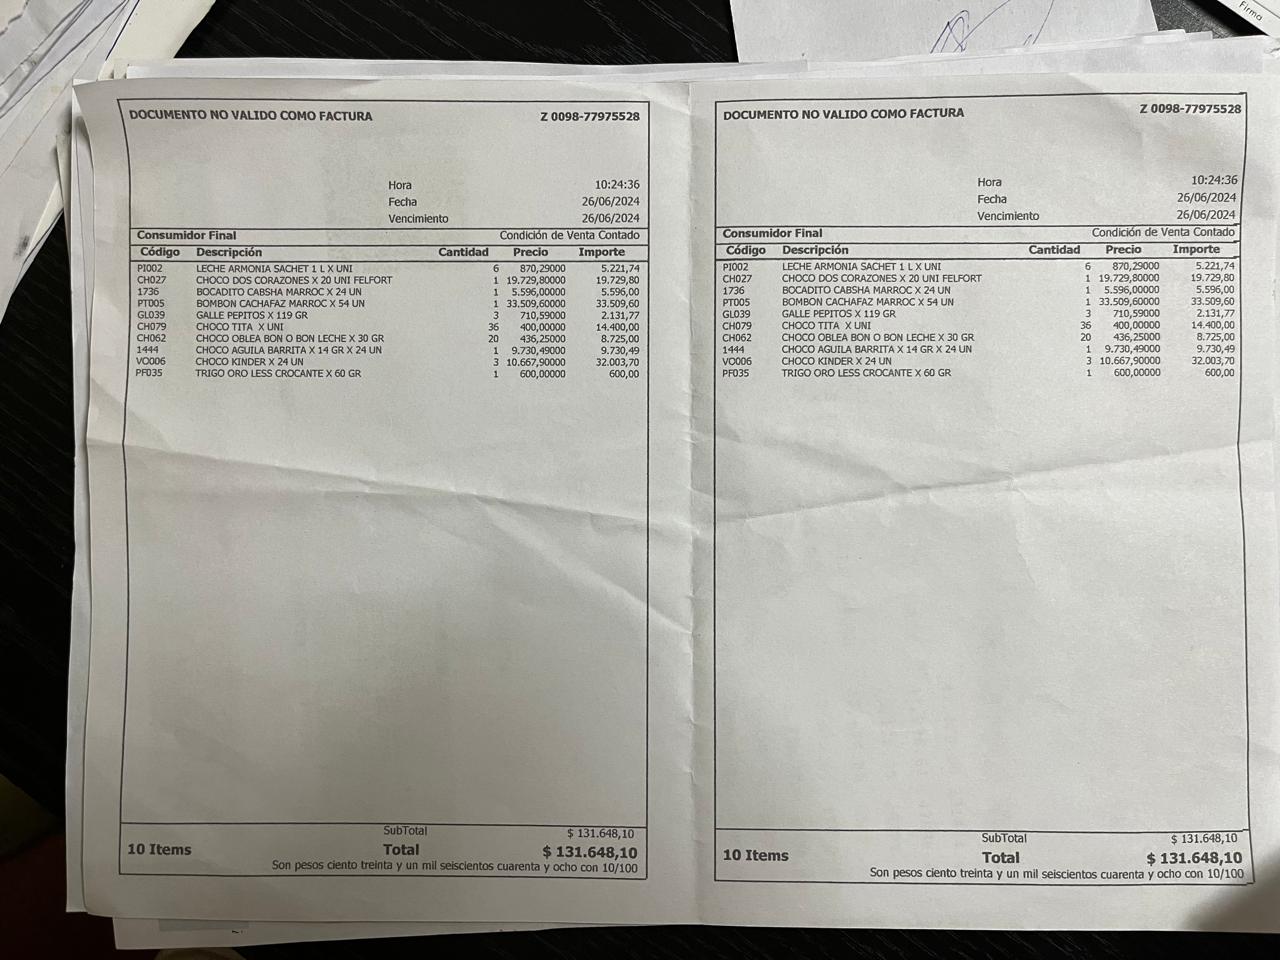 Firma
DOCUMENTO NO VALIDO COMO FACTURA Z 0098-77975528
Hora 10:24:36
Fecha 26/06/2024
Vencimiento 26/06/2024
Consumidor Final Condición de Venta Contado
Código Descripción Cantidad Precio Importe
PI002 LECHE ARMONIA SACHET 1 L X UNI 6 870,29000 5.221,74
CH027 CHOCO DOS CORAZONES X 20 UNI FELFORT 1 19.729,80000 19.729,80
1736 BOCADITO CABSHA MARROC X 24 UN 1 5.596,00000 5.596,00
PT005 BOMBON CACHAFAZ MARROC X 54 UN 1 33.509,60000 33.509,60
GL039 GALLE PEPITOS X 119 GR 3 710,59000 2.131,77
CH079 CHOCO TITA X UNI 36 400,00000 14.400,00
CH062 CHOCO OBLEA BON O BON LECHE X 30 GR 20 436,25000 8.725,00
1444 CHOCO AGUILA BARRITA X 14 GR X 24 UN 1 9.730,49000 9.730,49
VO006 CHOCO KINDER X 24 UN 3 10.667,90000 32.003,70
PF035 TRIGO ORO LESS CROCANTE X 60 GR 1 600,00000 600,00
SubTotal $ 131.648,10
10 Items Total $ 131.648,10
Son pesos ciento treinta y un mil seiscientos cuarenta y ocho con 10/100
DOCUMENTO NO VALIDO COMO FACTURA Z 0098-77975528
Hora 10:24:36
Fecha 26/06/2024
Vencimiento 26/06/2024
Consumidor Final Condición de Venta Contado
Código Descripción Cantidad Precio Importe
PI002 LECHE ARMONIA SACHET 1 L X UNI 6 870,29000 5.221,74
CH027 CHOCO DOS CORAZONES X 20 UNI FELFORT 1 19.729,80000 19.729,80
1736 BOCADITO CABSHA MARROC X 24 UN 1 5.596,00000 5.596,00
PT005 BOMBON CACHAFAZ MARROC X 54 UN 1 33.509,60000 33.509,60
GL039 GALLE PEPITOS X 119 GR 3 710,59000 2.131,77
CH079 CHOCO TITA X UNI 36 400,00000 14.400,00
CH062 CHOCO OBLEA BON O BON LECHE X 30 GR 20 436,25000 8.725,00
1444 CHOCO AGUILA BARRITA X 14 GR X 24 UN 1 9.730,49000 9.730,49
VO006 CHOCO KINDER X 24 UN 3 10.667,90000 32.003,70
PF035 TRIGO ORO LESS CROCANTE X 60 GR 1 600,00000 600,00
SubTotal $ 131.648,10
10 Items Total $ 131.648,10
Son pesos ciento treinta y un mil seiscientos cuarenta y ocho con 10/100